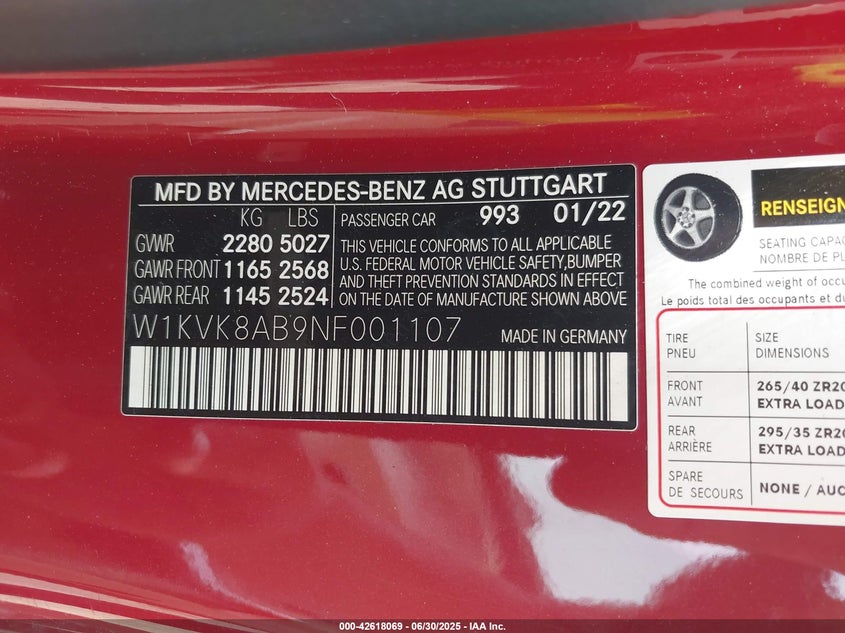 MFD BY MERCEDES-BENZ AG STUTTGART
KG LBS
GVWR 2280 5027
GAWR FRONT 1165 2568
GAWR REAR 1145 2524
PASSENGER CAR 993 01/22
THIS VEHICLE CONFORMS TO ALL APPLICABLE
U.S. FEDERAL MOTOR VEHICLE SAFETY,BUMPER
AND THEFT PREVENTION STANDARDS IN EFFECT
ON THE DATE OF MANUFACTURE SHOWN ABOVE
W1KVK8AB9NF001107 MADE IN GERMANY
RENSEIGN
SEATING CAPAC
NOMBRE DE PL
The combined weight of occu
Le poids total des occupants et du
TIRE SIZE
PNEU DIMENSIONS
FRONT 265/40 ZR20
AVANT EXTRA LOAD
REAR 295/35 ZR20
ARRIÈRE EXTRA LOAD
SPARE
DE SECOURS NONE / AUC
000-42618069 - 06/30/2025 - IAA Inc.